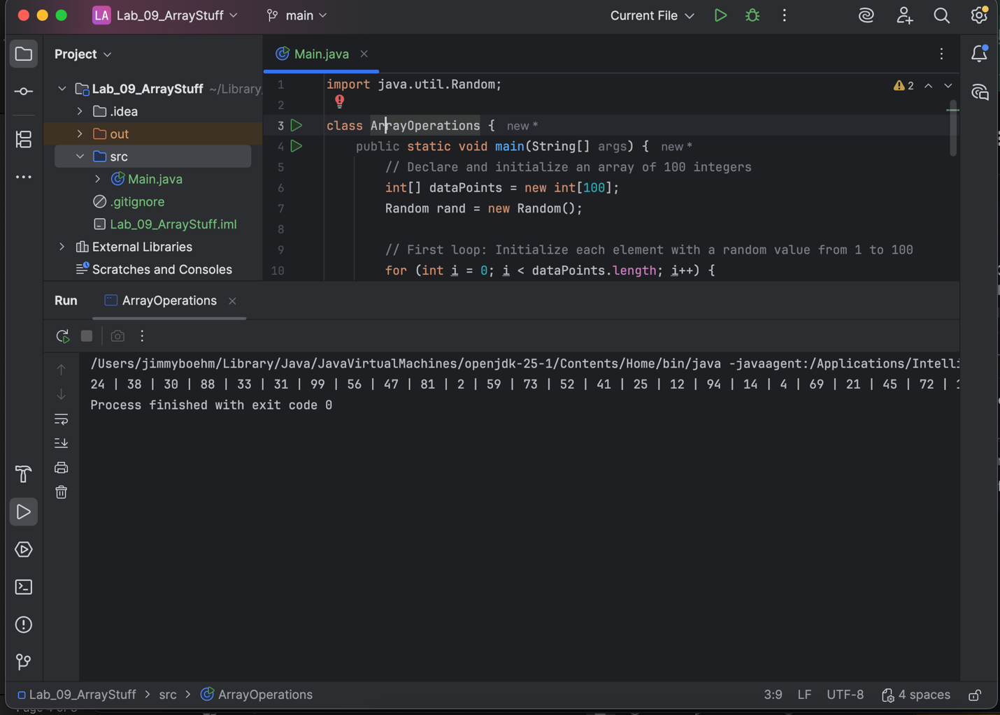 LA Lab_09_ArrayStuff main Current File
Project
Main.java
Lab_09_ArrayStuff ~/Library/
.idea
out
src
Main.java
.gitignore
Lab_09_ArrayStuff.iml
External Libraries
Scratches and Consoles
2
1 import java.util.Random;
2
3 class ArrayOperations { new *
4 public static void main(String[] args) { new *
5 // Declare and initialize an array of 100 integers
6 int[] dataPoints = new int[100];
7 Random rand = new Random();
8
9 // First loop: Initialize each element with a random value from 1 to 100
10 for (int i = 0; i < dataPoints.length; i++) {
Run ArrayOperations
/Users/jimmyboehm/Library/Java/JavaVirtualMachines/openjdk-25-1/Contents/Home/bin/java -javaagent:/Applications/Intelli
24 | 38 | 30 | 88 | 33 | 31 | 99 | 56 | 47 | 81 | 2 | 59 | 73 | 52 | 41 | 25 | 12 | 94 | 14 | 4 | 69 | 21 | 45 | 72 |
Process finished with exit code 0
Lab_09_ArrayStuff > src > ArrayOperations 3:9 LF UTF-8 4 spaces